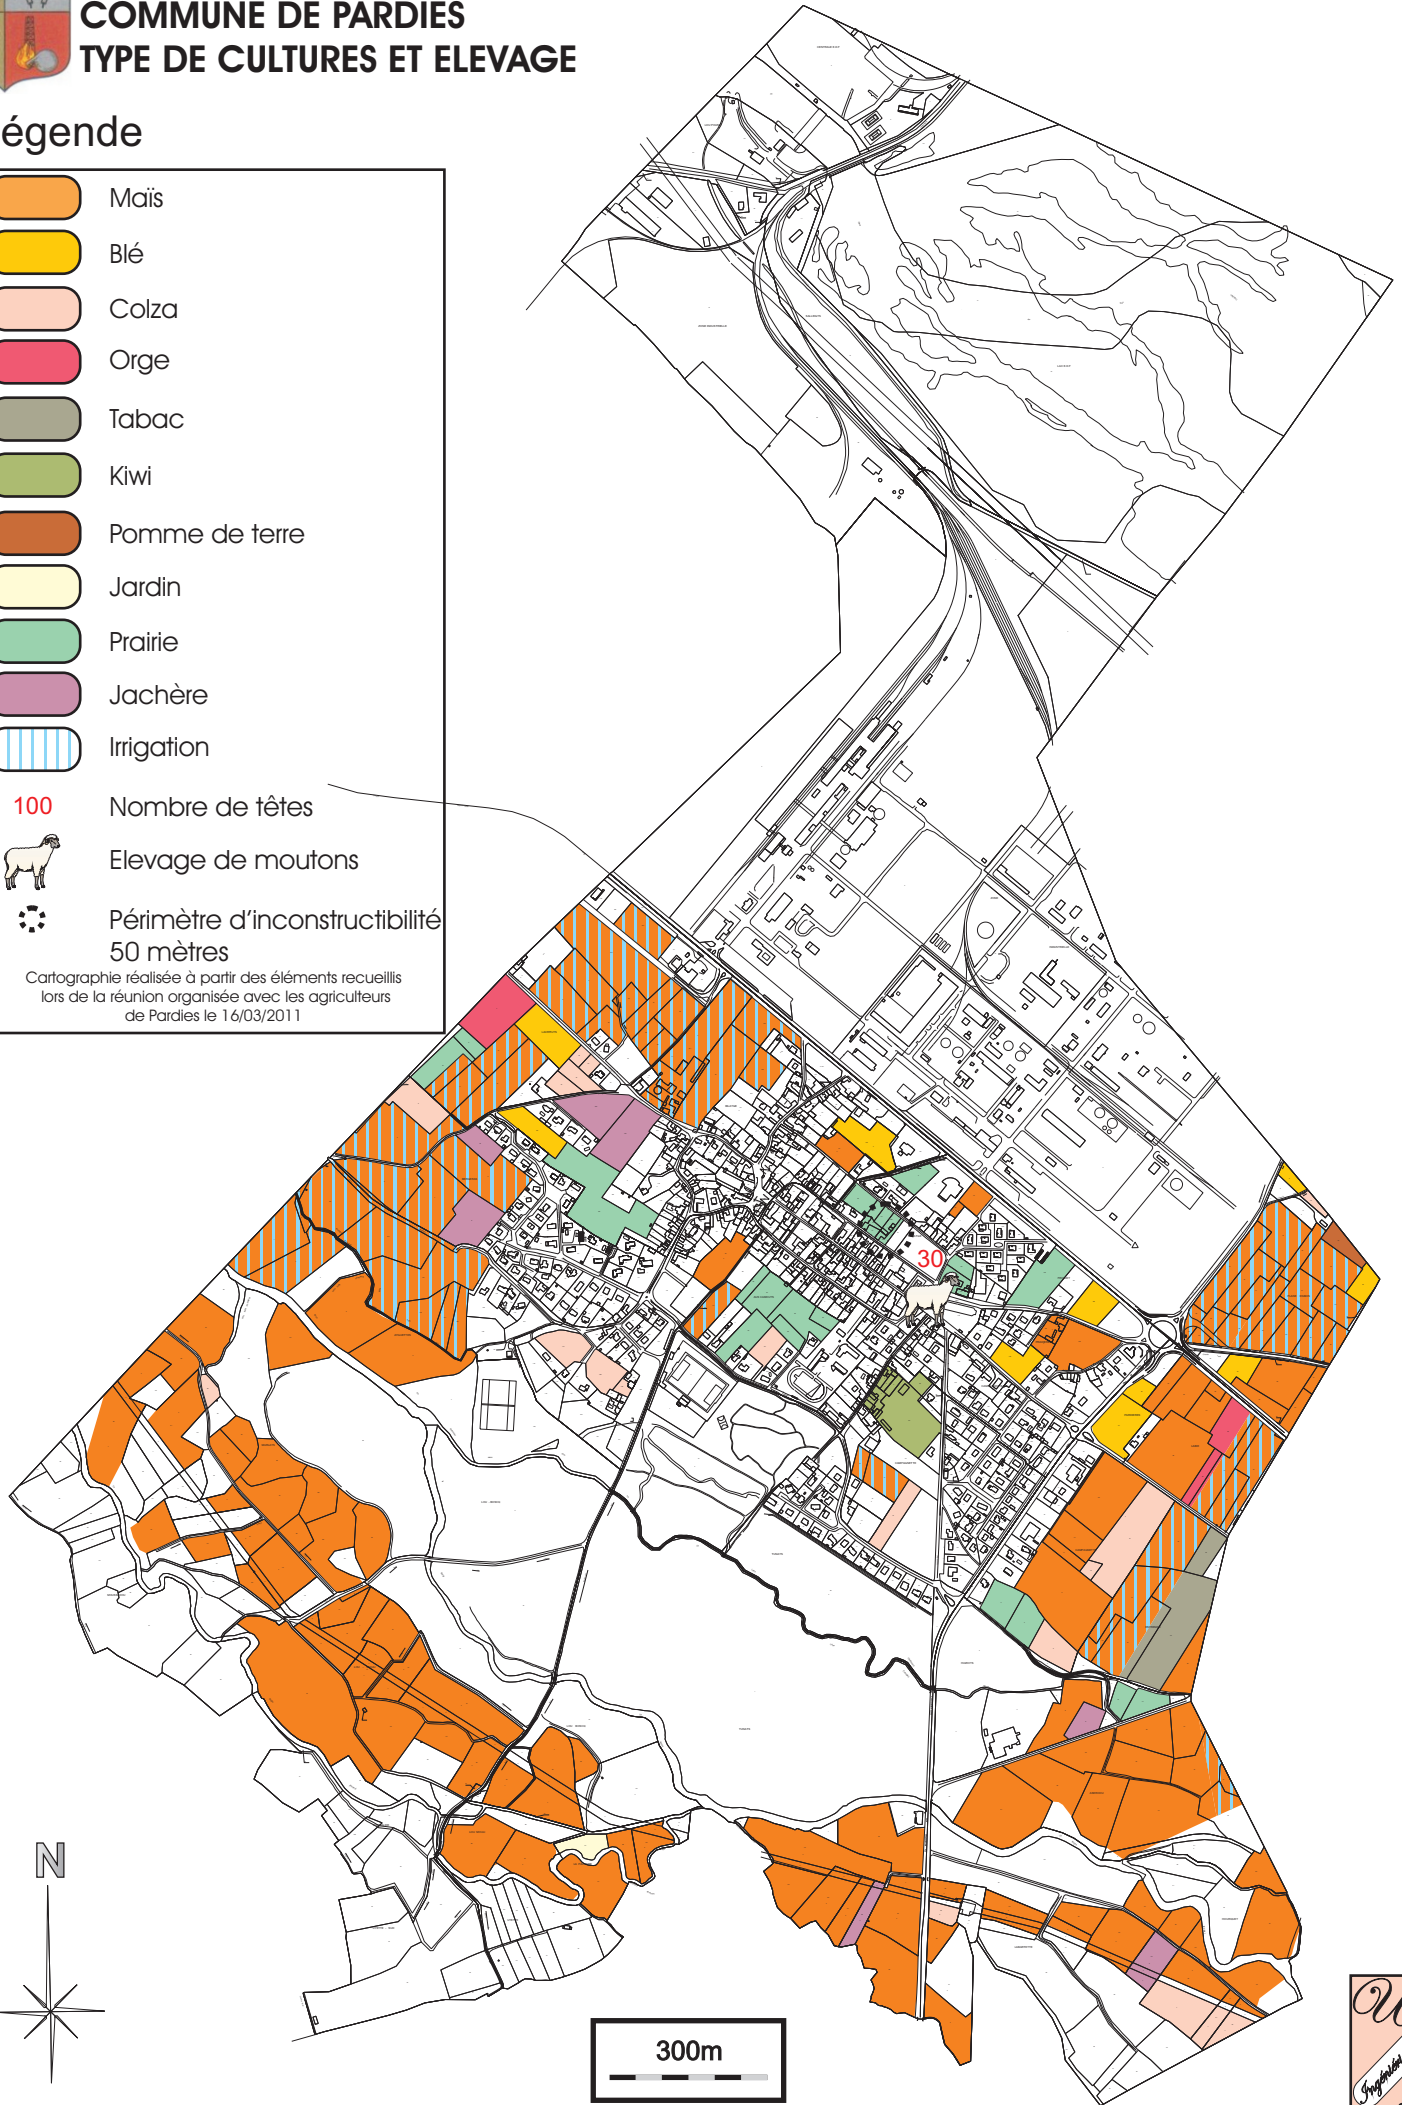 COMMUNE DE PARDIES
TYPE DE CULTURES ET ELEVAGE
égende
Maïs
Blé
Colza
Orge
Tabac
Kiwi
Pomme de terre
Jardin
Prairie
Jachère
Irrigation
100 Nombre de têtes
Elevage de moutons
Périmètre d'inconstructibilité
50 mètres
Cartographie réalisée à partir des éléments recueillis
lors de la réunion organisée avec les agriculteurs
de Pardies le 16/03/2011
30
N
300m